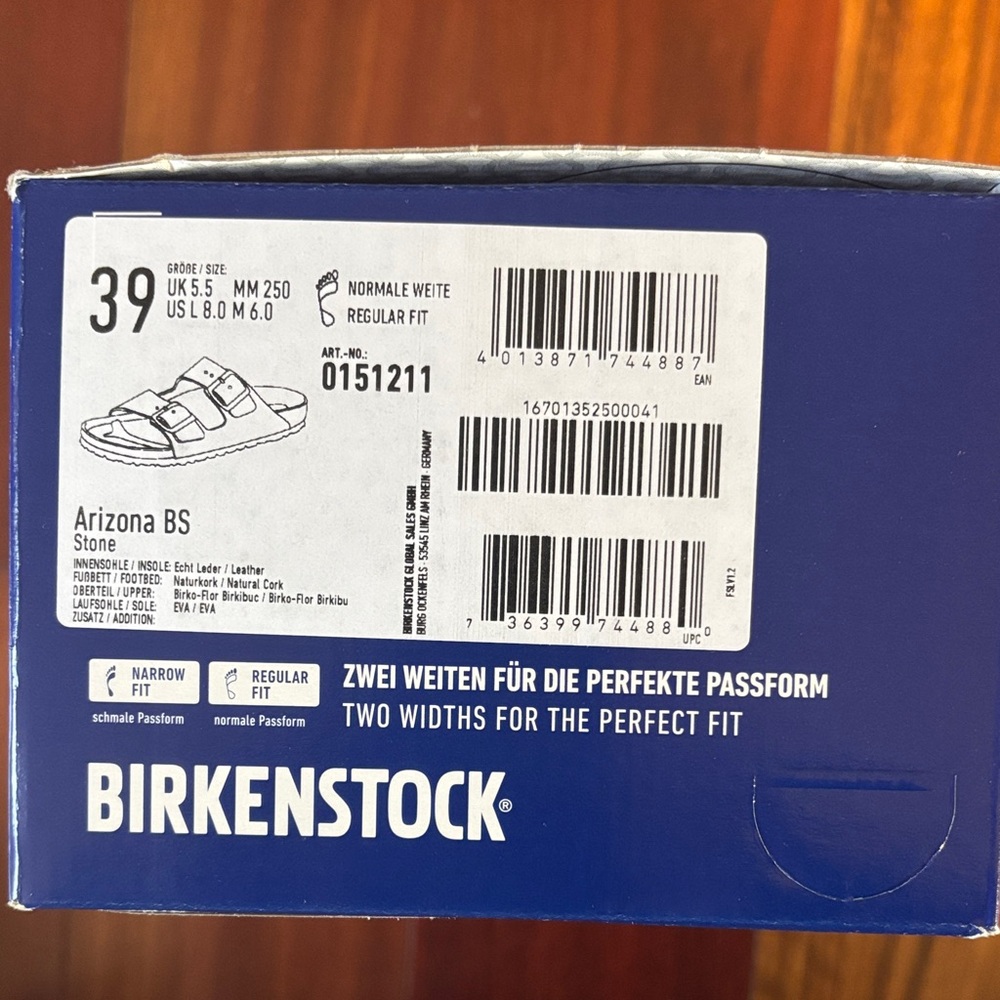 39
GRÖßE / SIZE:
UK 5.5 MM 250
US L 8.0 M 6.0
NORMALE WEITE
REGULAR FIT
ART.-NO.:
0151211
4 013871 744887
EAN
16701352500041
Arizona BS
Stone
INNENSOHLE / INSOLE: Echt Leder / Leather
FUßBETT / FOOTBED: Naturkork / Natural Cork
OBERTEIL / UPPER: Birko-Flor Birkibuc / Birko-Flor Birkibu
LAUFSOHLE / SOLE: EVA / EVA
ZUSATZ / ADDITION:
BIRKENSTOCK GLOBAL SALES GMBH
BURG OCKENFELS - 53545 LINZ AM RHEIN - GERMANY
7 36399 74488 0
UPC
FSLV1.2
NARROW
FIT
schmale Passform
REGULAR
FIT
normale Passform
ZWEI WEITEN FÜR DIE PERFEKTE PASSFORM
TWO WIDTHS FOR THE PERFECT FIT
BIRKENSTOCK®